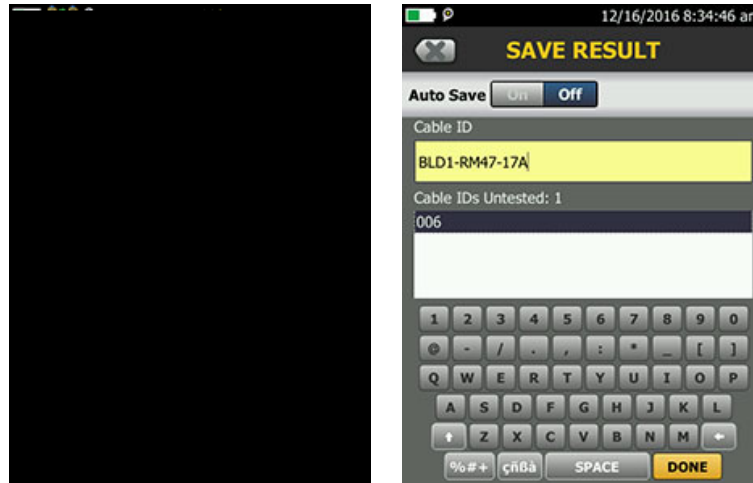 12/16/2016 8:34:46 am
SAVE RESULT
Auto Save On Off
Cable ID
BLD1-RM47-17A
Cable IDs Untested: 1
006
1 2 3 4 5 6 7 8 9 0
@ - / . , : * _ [ ]
Q W E R T Y U I O P
A S D F G H J K L
Z X C V B N M
%#+ çñßà SPACE DONE